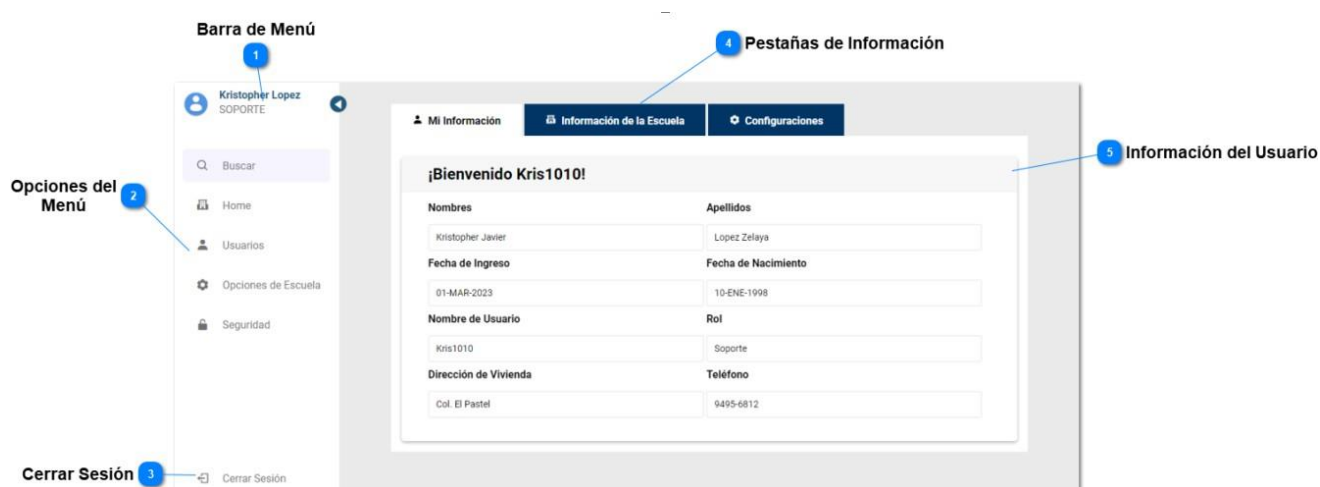 Barra de Menú
1
4 Pestañas de Información
Kristopher Lopez
SOPORTE
Mi Información
Información de la Escuela
Configuraciones
5 Información del Usuario
Buscar
¡Bienvenido Kris1010!
Opciones del
Menú
2
Home
Nombres Apellidos
Kristopher Javier Lopez Zelaya
Usuarios
Fecha de Ingreso Fecha de Nacimiento
Opciones de Escuela
01-MAR-2023 10-ENE-1998
Seguridad
Nombre de Usuario Rol
Kris1010 Soporte
Dirección de Vivienda Teléfono
Col. El Pastel 9495-6812
Cerrar Sesión 3
Cerrar Sesión